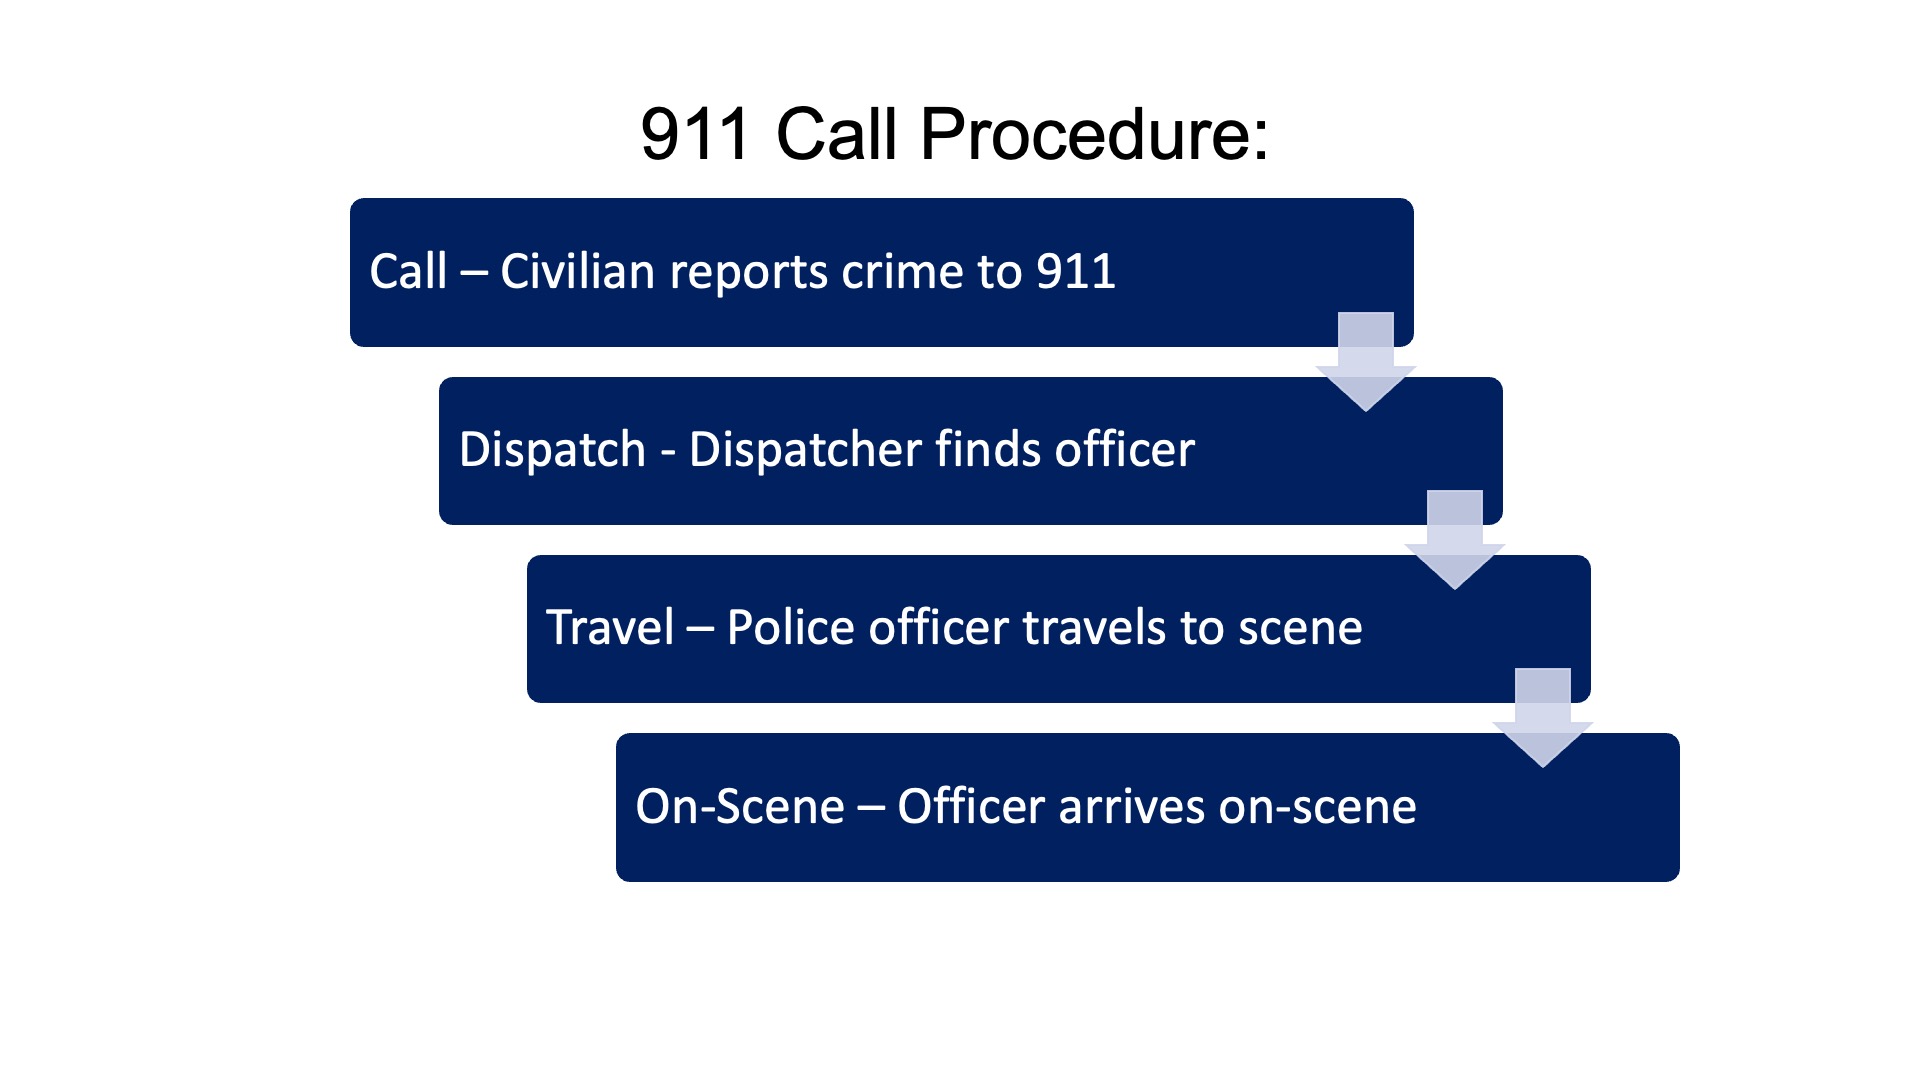 911 Call Procedure:
Call – Civilian reports crime to 911
Dispatch - Dispatcher finds officer
Travel – Police officer travels to scene
On-Scene – Officer arrives on-scene